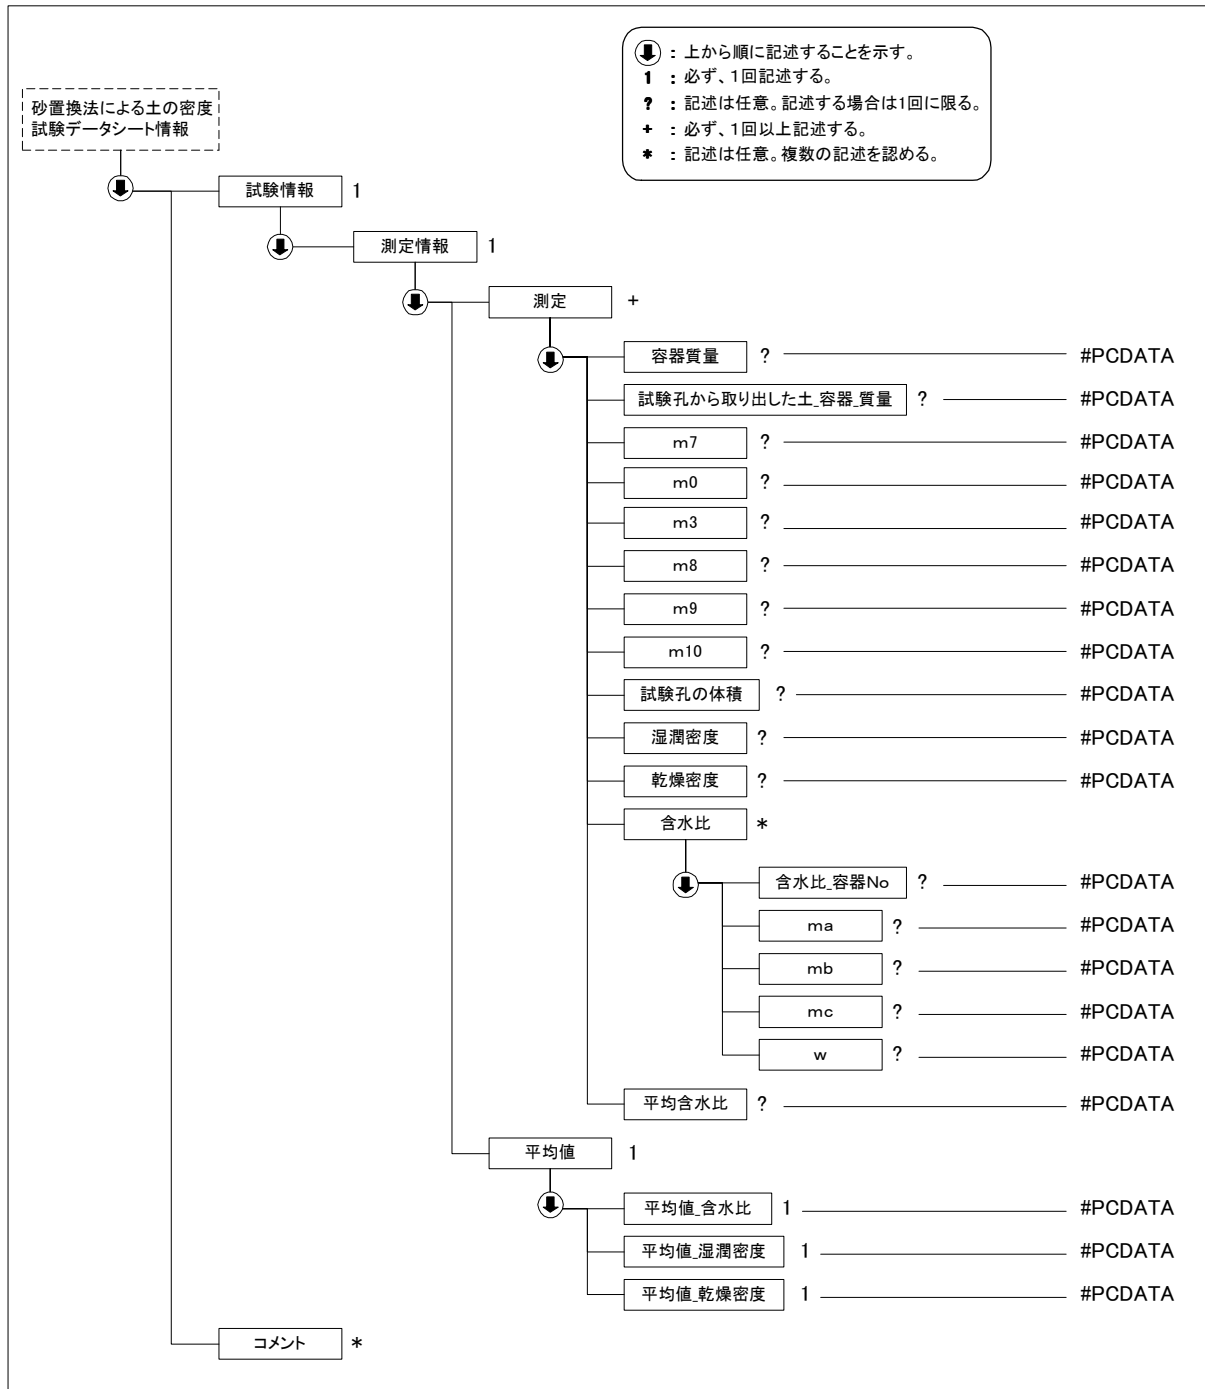 : 上から順に記述することを示す。
1 : 必ず、1回記述する。
? : 記述は任意。記述する場合は1回に限る。
+ : 必ず、1回以上記述する。
* : 記述は任意。複数の記述を認める。
砂置換法による土の密度
試験データシート情報
試験情報 1
測定情報 1
測定 +
容器質量 ? #PCDATA
試験孔から取り出した土_容器_質量 ? #PCDATA
m7 ? #PCDATA
m0 ? #PCDATA
m3 ? #PCDATA
m8 ? #PCDATA
m9 ? #PCDATA
m10 ? #PCDATA
試験孔の体積 ? #PCDATA
湿潤密度 ? #PCDATA
乾燥密度 ? #PCDATA
含水比 *
含水比_容器No ? #PCDATA
ma ? #PCDATA
mb ? #PCDATA
mc ? #PCDATA
w ? #PCDATA
平均含水比 ? #PCDATA
平均値 1
平均値_含水比 1 #PCDATA
平均値_湿潤密度 1 #PCDATA
平均値_乾燥密度 1 #PCDATA
コメント *